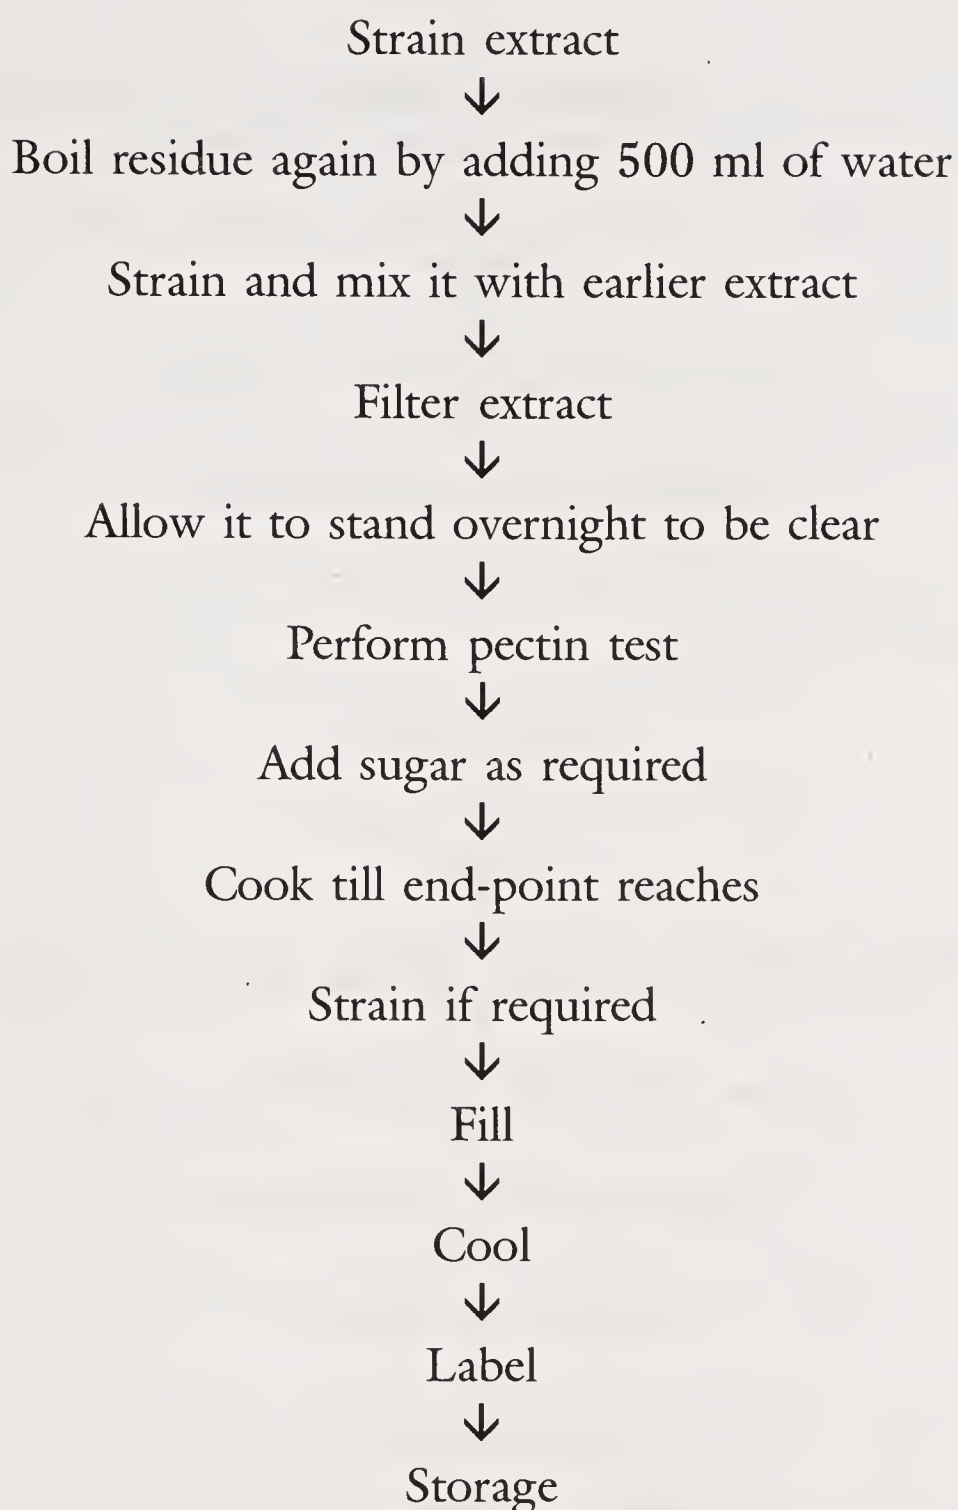 Strain extract
↓
Boil residue again by adding 500 ml of water
↓
Strain and mix it with earlier extract
↓
Filter extract
↓
Allow it to stand overnight to be clear
↓
Perform pectin test
↓
Add sugar as required
↓
Cook till end-point reaches
↓
Strain if required
↓
Fill
↓
Cool
↓
Label
↓
Storage